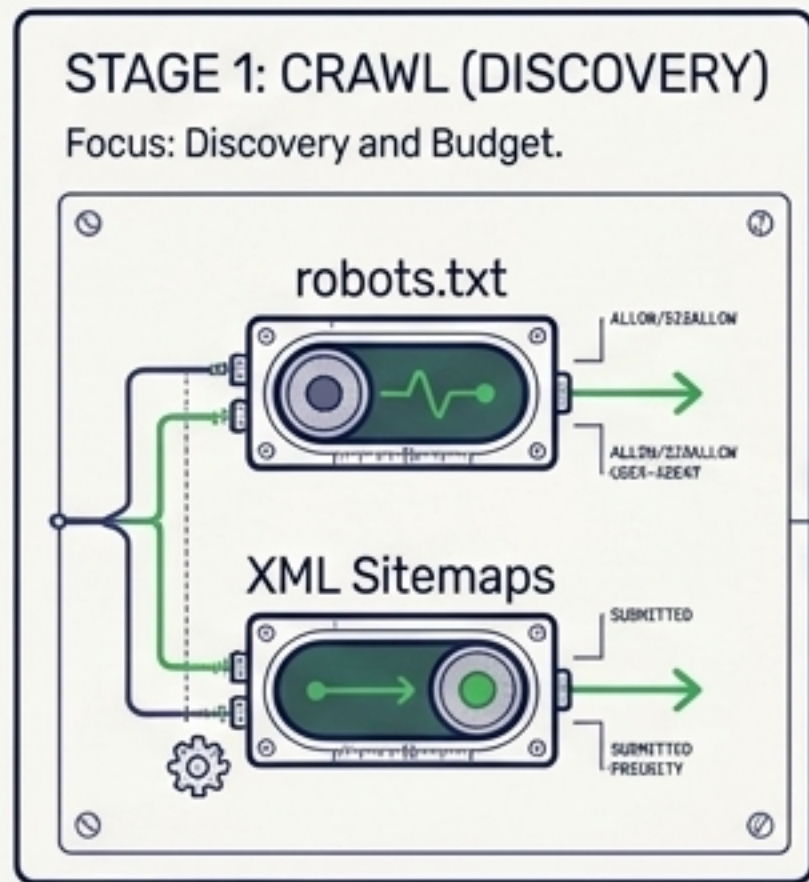 STAGE 1: CRAWL (DISCOVERY)
Focus: Discovery and Budget.
robots.txt
XML Sitemaps
SUBMITTED
SUBMITTED